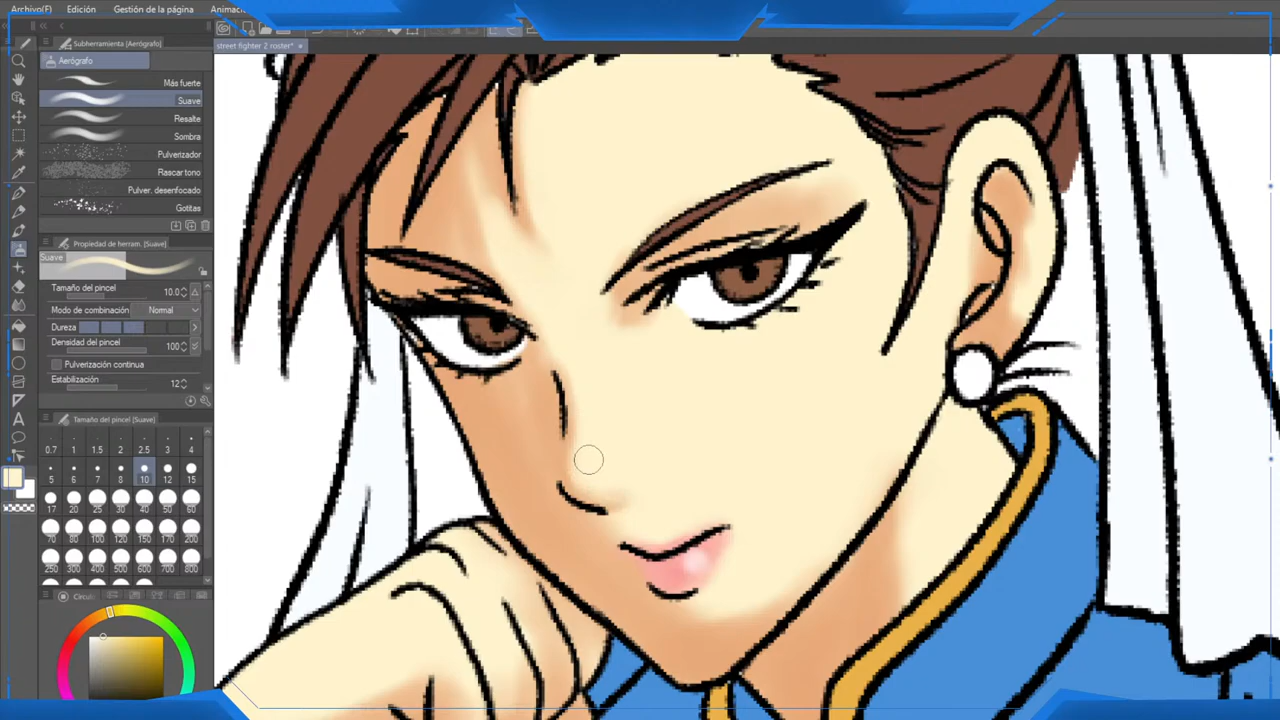 Archivo(F) Edición Gestión de la página Animació
Subherramienta [Aerógrafo]
street fighter 2 roster*
Aerógrafo
Más fuerte
Suave
Resalte
Sombra
Pulverizador
Rascar tono
Pulver. desenfocado
Gotitas
Propiedad de herram. [Suave]
Suave
Tamaño del pincel 10.0
Modo de combinación Normal
Dureza
Densidad del pincel 100
Pulverización continua
Estabilización 12
Tamaño del pincel [Suave]
0.7 1 1.5 2 2.5 3 4
5 6 7 8 10 12 15
17 20 25 30 40 50 60
70 80 100 120 150 170 200
250 300 400 500 600 700 800
Círculo